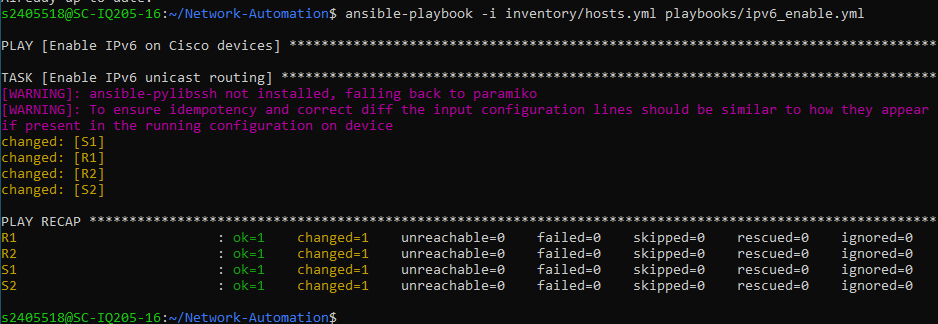 s2405518@SC-IQ205-16:~/Network-Automation$ ansible-playbook -i inventory/hosts.yml playbooks/ipv6_enable.yml
PLAY [Enable IPv6 on Cisco devices] *********************************************************************************
TASK [Enable IPv6 unicast routing] **********************************************************************************
[WARNING]: ansible-pylibssh not installed, falling back to paramiko
[WARNING]: To ensure idempotency and correct diff the input configuration lines should be similar to how they appear
if present in the running configuration on device
changed: [S1]
changed: [R1]
changed: [R2]
changed: [S2]
PLAY RECAP **********************************************************************************************************
R1                         : ok=1    changed=1    unreachable=0    failed=0    skipped=0    rescued=0    ignored=0
R2                         : ok=1    changed=1    unreachable=0    failed=0    skipped=0    rescued=0    ignored=0
S1                         : ok=1    changed=1    unreachable=0    failed=0    skipped=0    rescued=0    ignored=0
S2                         : ok=1    changed=1    unreachable=0    failed=0    skipped=0    rescued=0    ignored=0
s2405518@SC-IQ205-16:~/Network-Automation$